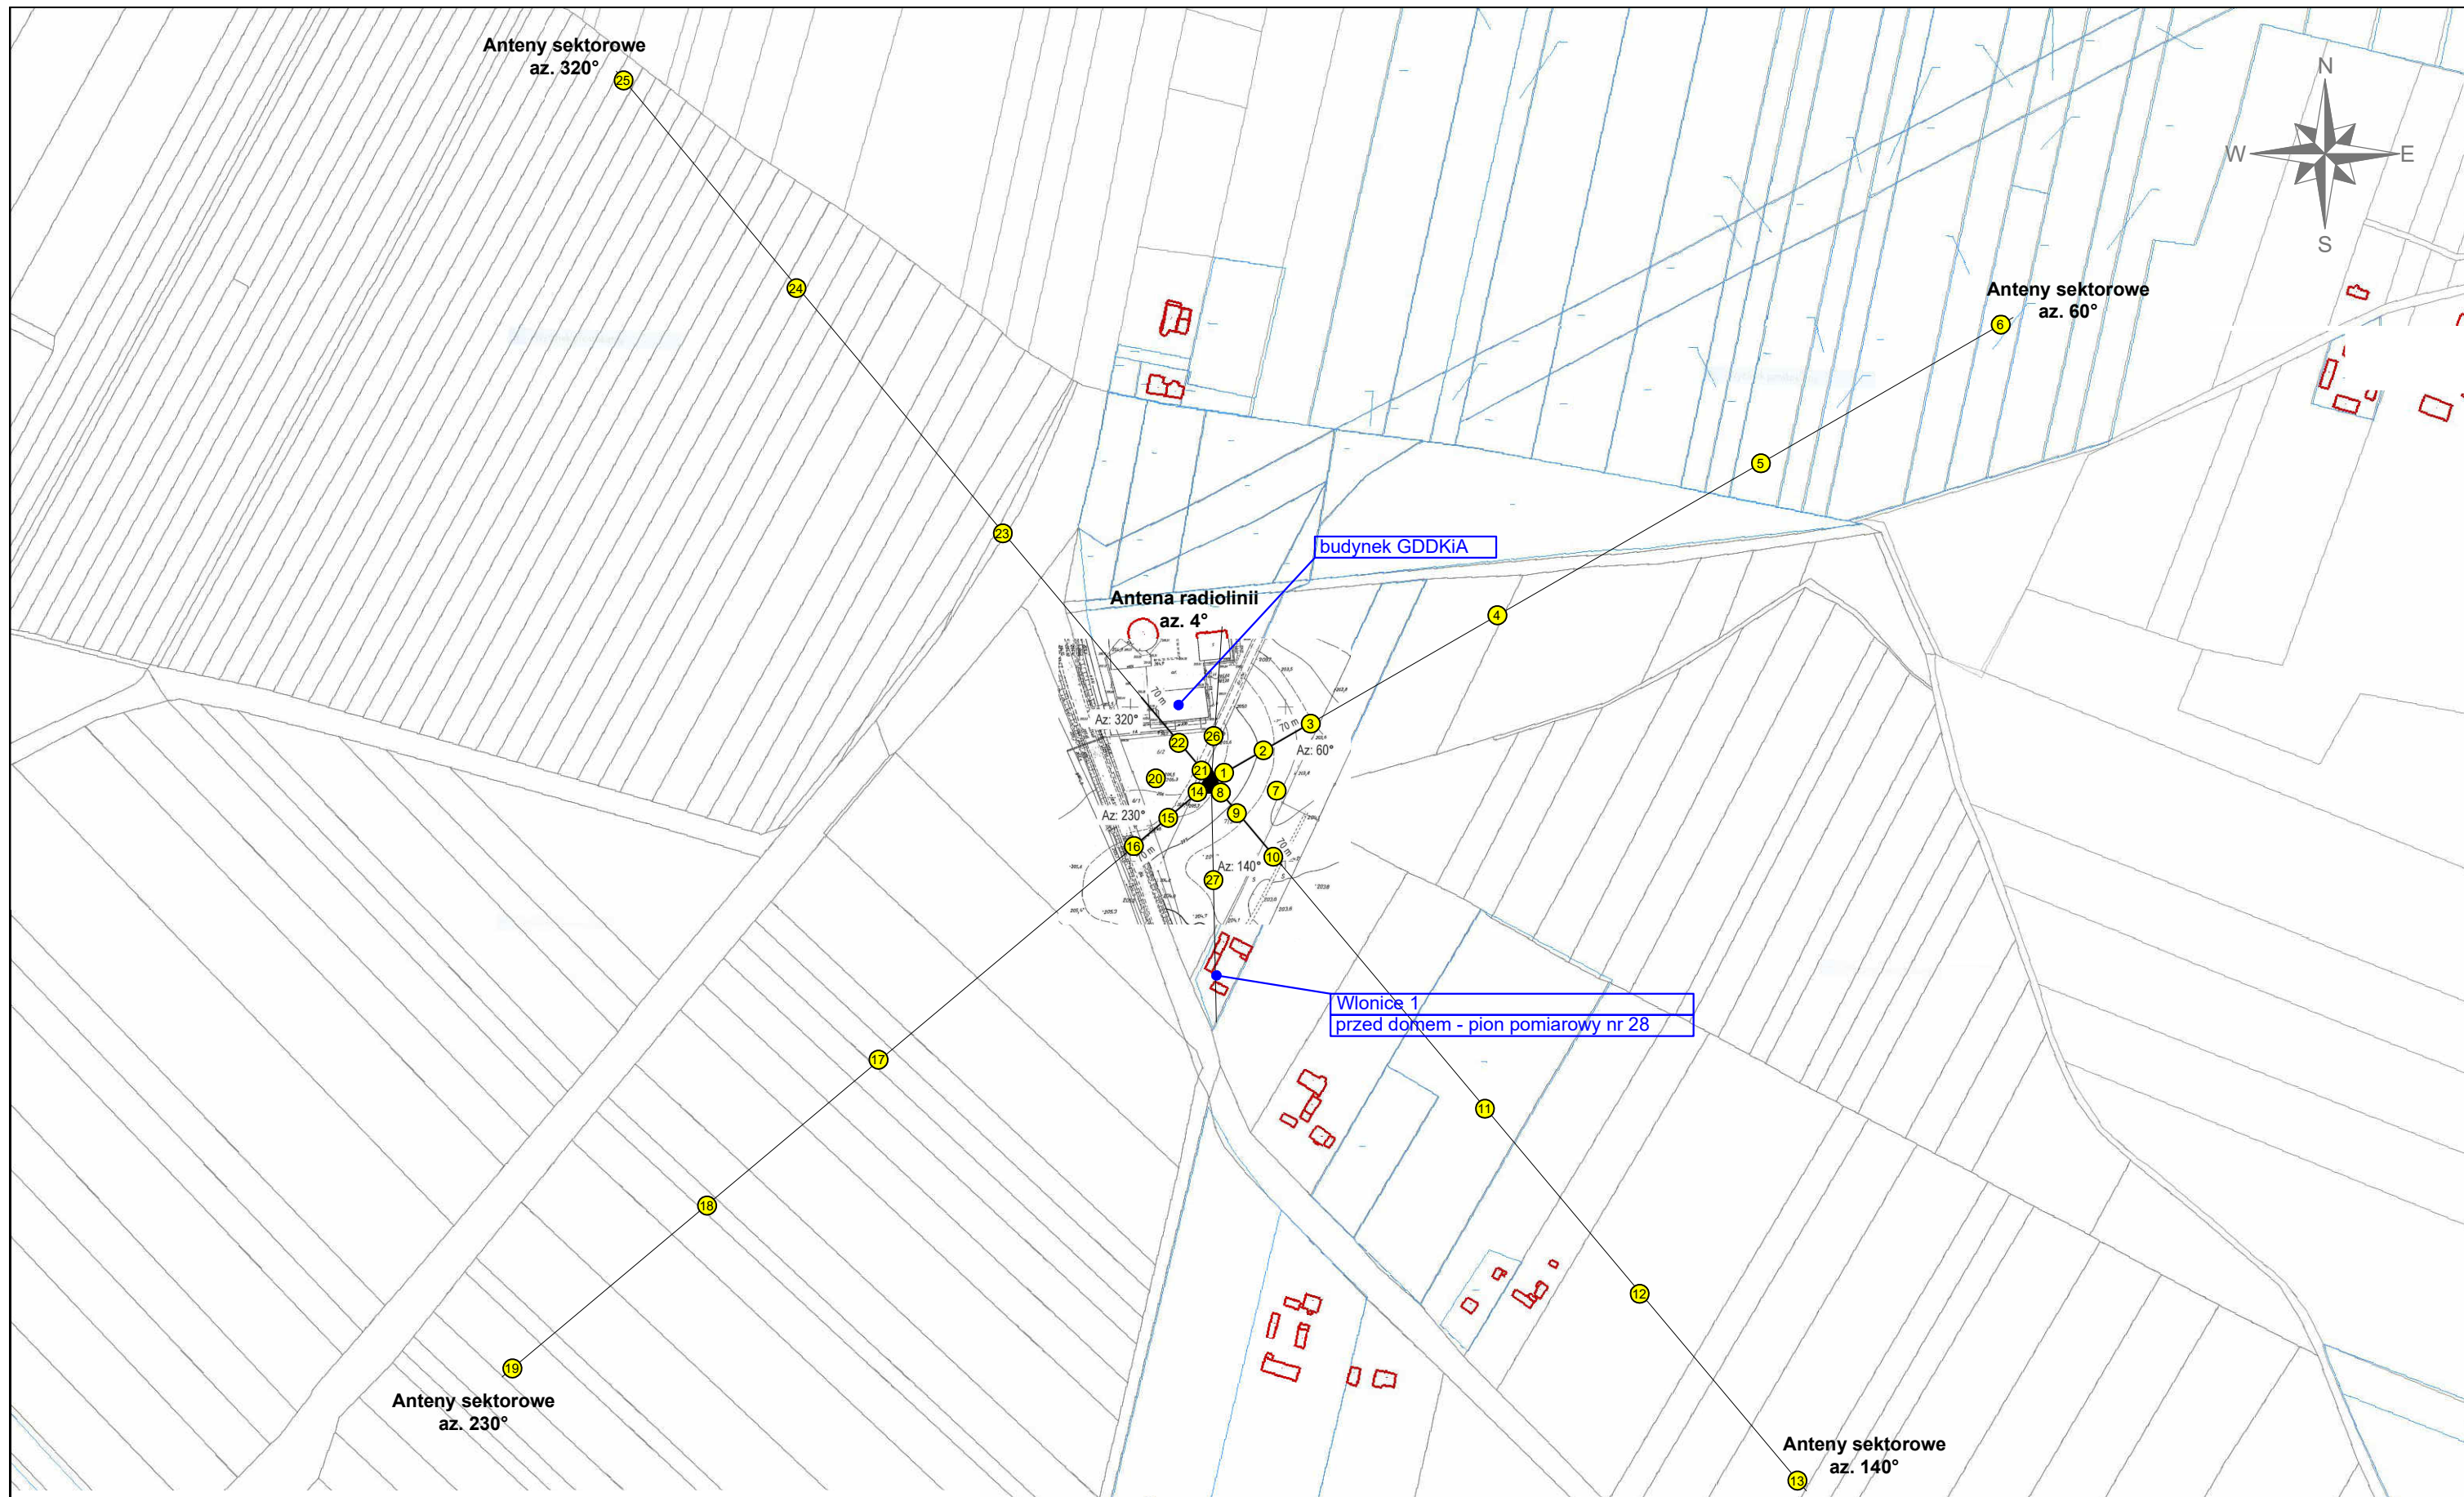 Anteny sektorowe
az. 320°
25
N
W
E
S
24
Anteny sektorowe
az. 60°
6
5
23
budynek GDDKiA
Antena radiolinii
az. 4°
4
70 m
Az: 320°
3
70 m
26
22
2
Az: 60°
21
1
20
7
14
8
9
Az: 230°
15
16
70 m
70 m
10
Az: 140°
27
Wlonice 1
przed domem - pion pomiarowy nr 28
17
11
18
12
19
Anteny sektorowe
az. 230°
Anteny sektorowe
az. 140°
13